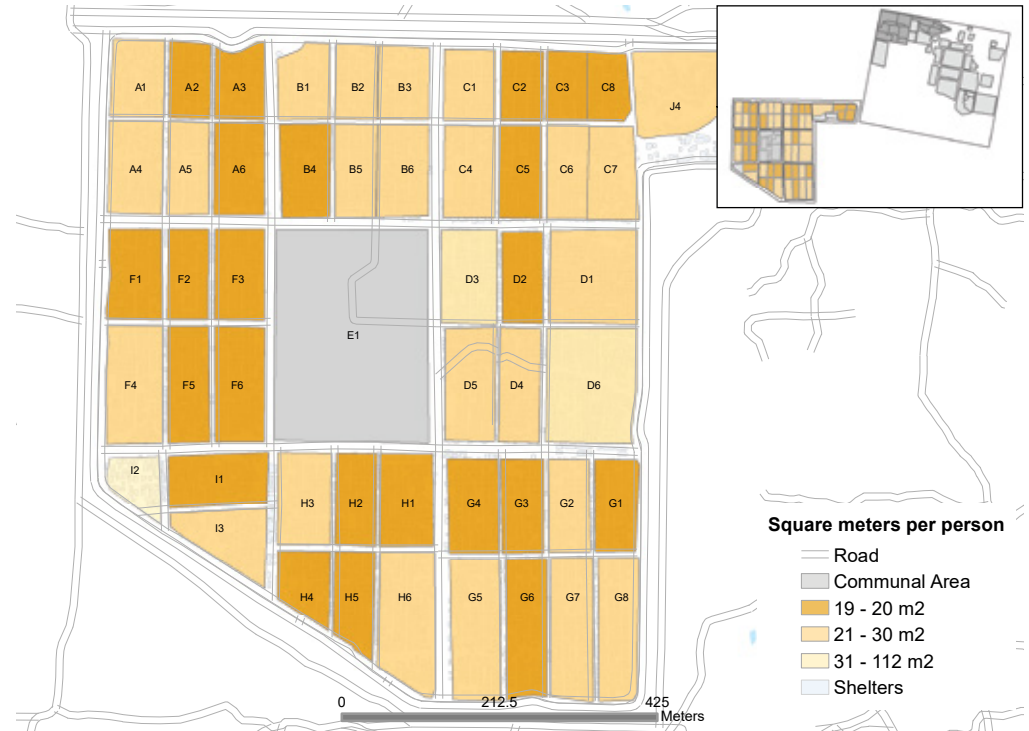 A1 A2 A3 B1 B2 B3 C1 C2 C3 C8
J4
A4 A5 A6 B4 B5 B6 C4 C5 C6 C7
F1 F2 F3 D3 D2 D1
E1
F4 F5 F6 D5 D4 D6
I2
I1
H3 H2 H1 G4 G3 G2 G1
I3
H4 H5 H6 G5 G6 G7 G8
Square meters per person
Road
Communal Area
19 - 20 m2
21 - 30 m2
31 - 112 m2
Shelters
0 212.5 425
Meters